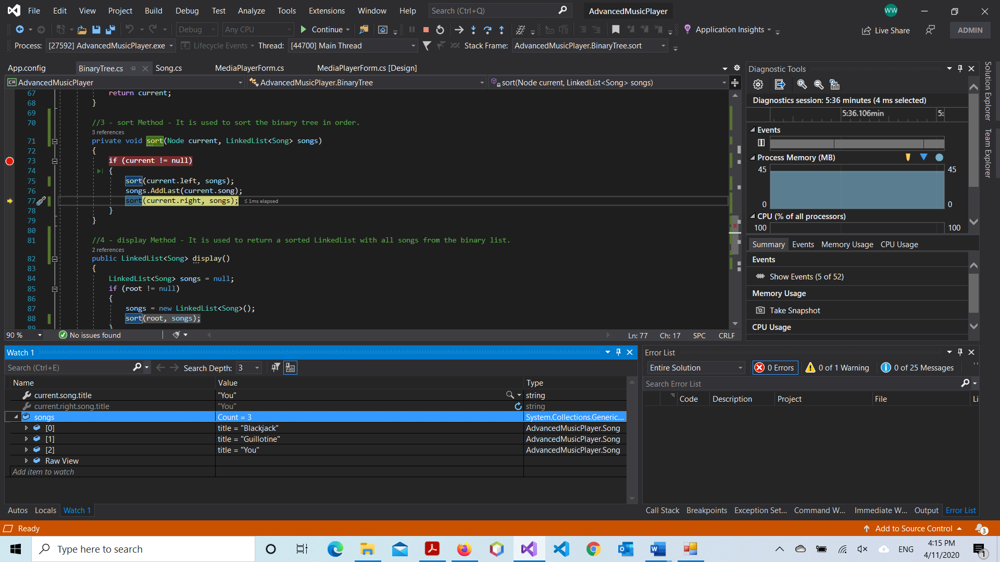 File Edit View Project Build Debug Test Analyze Tools Extensions Window Help Search (Ctrl+Q) AdvancedMusicPlayer WW
Debug Any CPU Continue Application Insights Live Share ADMIN
Process: [27592] AdvancedMusicPlayer.exe Lifecycle Events Thread: [44700] Main Thread Stack Frame: AdvancedMusicPlayer.BinaryTree.sort
App.config BinaryTree.cs Song.cs MediaPlayerForm.cs MediaPlayerForm.cs [Design]
AdvancedMusicPlayer AdvancedMusicPlayer.BinaryTree sort(Node current, LinkedList<Song> songs)
67 return current;
68 }
69
70 //3 - sort Method - It is used to sort the binary tree in order.
3 references
71 private void sort(Node current, LinkedList<Song> songs)
72 {
73 if (current != null)
74 {
75 sort(current.left, songs);
76 songs.AddLast(current.song);
77 sort(current.right, songs); ≤ 1ms elapsed
78 }
79 }
80
81 //4 - display Method - It is used to return a sorted LinkedList with all songs from the binary list.
2 references
82 public LinkedList<Song> display()
83 {
84 LinkedList<Song> songs = null;
85 if (root != null)
86 {
87 songs = new LinkedList<Song>();
88 sort(root, songs);
89 }
90 % No issues found Ln: 77 Ch: 17 SPC CRLF
Diagnostic Tools
Diagnostics session: 5:36 minutes (4 ms selected)
5:36.106min 5:
Events
Process Memory (MB)
45 45
0 0
CPU (% of all processors)
100 100
Summary Events Memory Usage CPU Usage
Events
Show Events (5 of 52)
Memory Usage
Take Snapshot
CPU Usage
Solution Explorer
Team Explorer
Watch 1
Search (Ctrl+E) Search Depth: 3
Name Value Type
current.song.title "You" string
current.right.song.title "You" string
songs Count = 3 System.Collections.Generic....
[0] title = "Blackjack" AdvancedMusicPlayer.Song
[1] title = "Guillotine" AdvancedMusicPlayer.Song
[2] title = "You" AdvancedMusicPlayer.Song
Raw View
Add item to watch
Autos Locals Watch 1
Error List
Entire Solution 0 Errors 0 of 1 Warning 0 of 25 Messages
Search Error List
Code Description Project File Li
Call Stack Breakpoints Exception Set... Command W... Immediate W... Output Error List
Ready Add to Source Control 3
Type here to search ENG 4:15 PM
4/11/2020 1